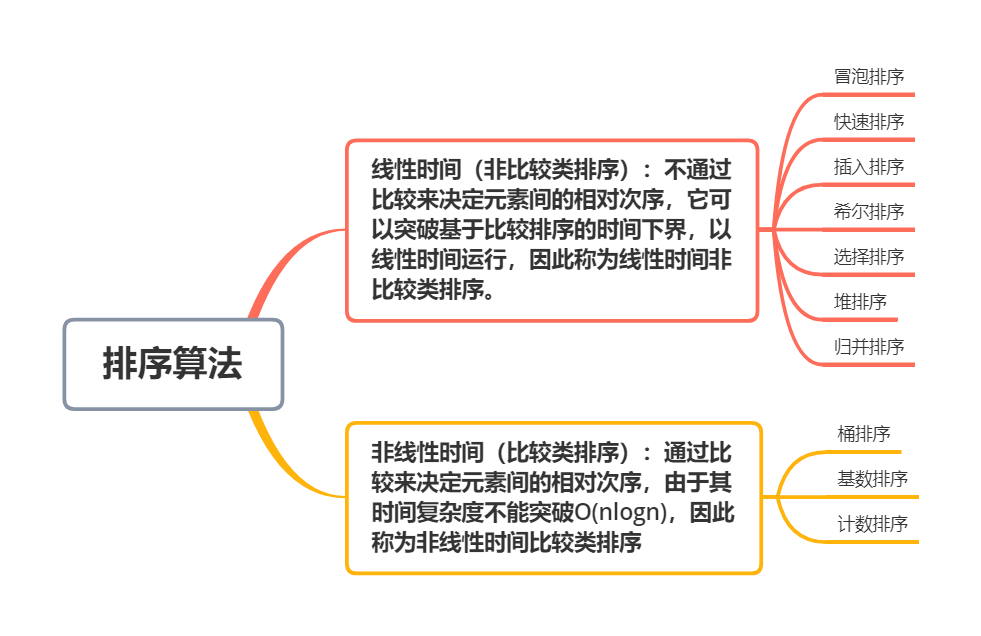 排序算法
线性时间（非比较类排序）：不通过
比较来决定元素间的相对次序，它可
以突破基于比较排序的时间下界，以
线性时间运行，因此称为线性时间非
比较类排序。
冒泡排序
快速排序
插入排序
希尔排序
选择排序
堆排序
归并排序
非线性时间（比较类排序）：通过比
较来决定元素间的相对次序，由于其
时间复杂度不能突破O(nlogn)，因此
称为非线性时间比较类排序
桶排序
基数排序
计数排序